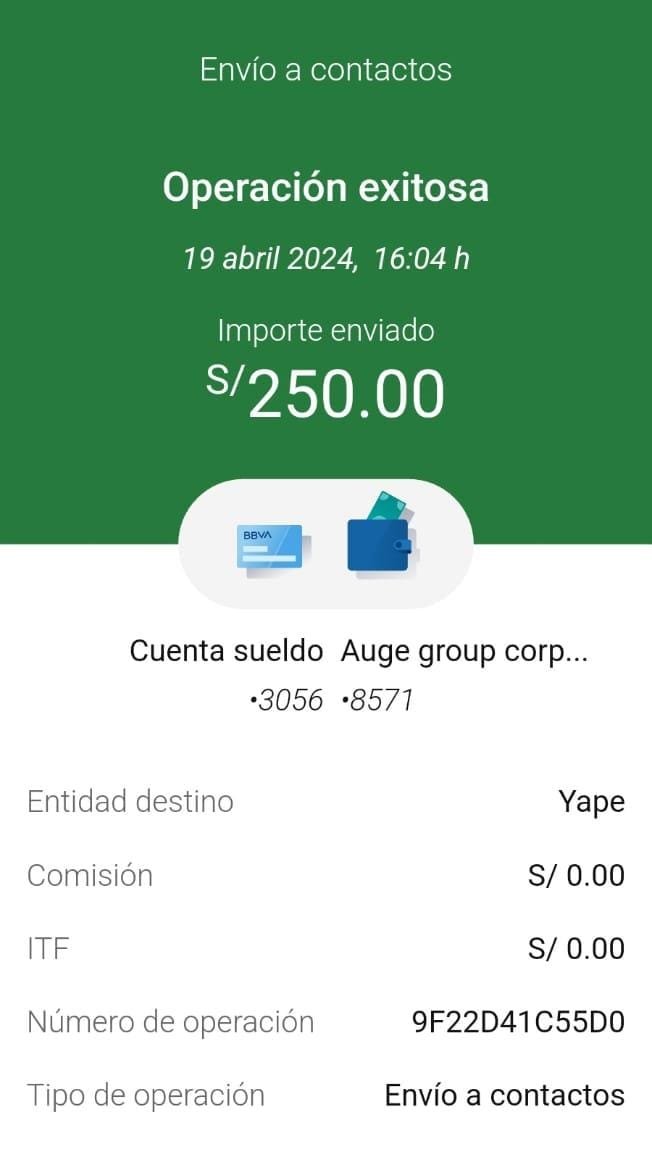 Envío a contactos
Operación exitosa
19 abril 2024, 16:04 h
Importe enviado
S/250.00
BBVA
Cuenta sueldo Auge group corp...
•3056 •8571
Entidad destino Yape
Comisión S/ 0.00
ITF S/ 0.00
Número de operación 9F22D41C55D0
Tipo de operación Envío a contactos